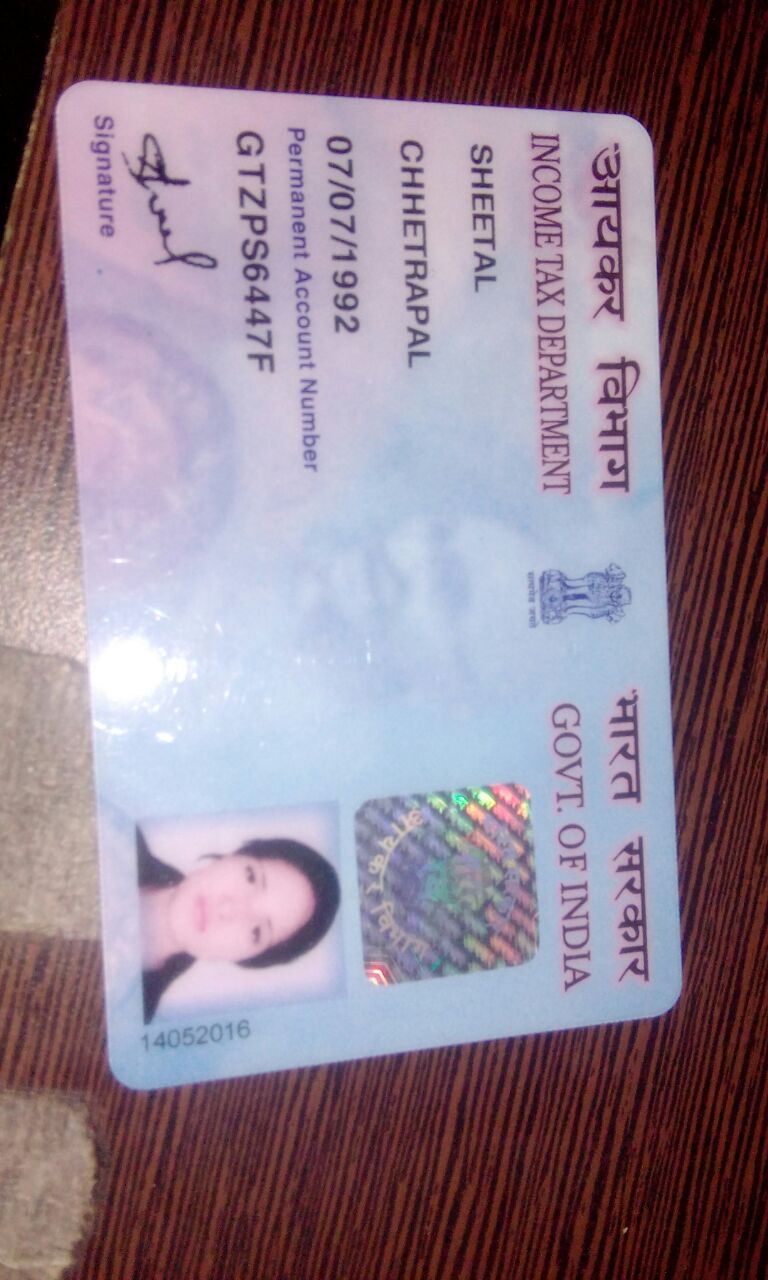 आयकर विभाग
INCOME TAX DEPARTMENT
भारत सरकार
GOVT. OF INDIA
सत्यमेव जयते
SHEETAL
CHHETRAPAL
07/07/1992
Permanent Account Number
GTZPS6447F
Signature
आयकर विभाग
14052016